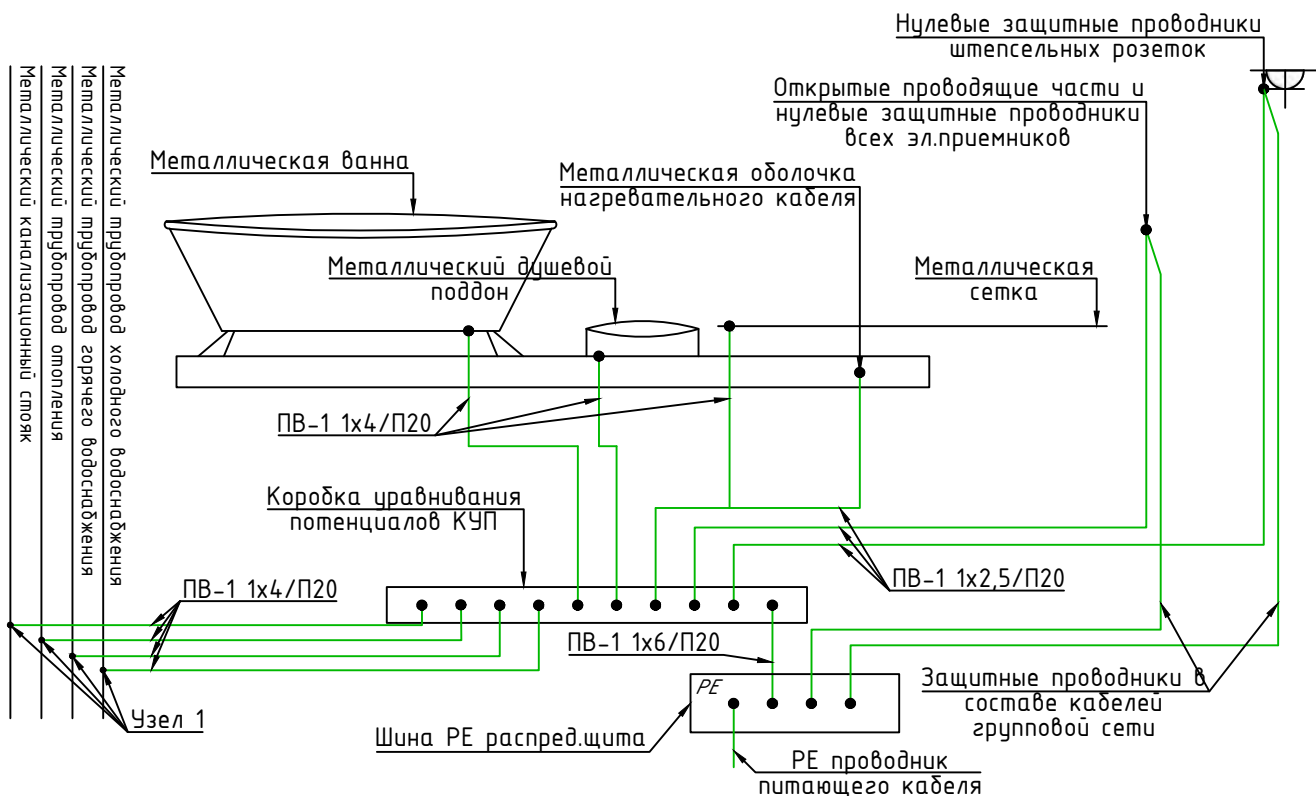 Нулевые защитные проводники
штепсельных розеток
Открытые проводящие части и
нулевые защитные проводники
всех эл.приемников
Металлическая ванна
Металлическая оболочка
нагревательного кабеля
Металлический душевой
поддон
Металлическая
сетка
Металлический канализационный стояк
Металлический трубопровод отопления
Металлический трубопровод горячего водоснабжения
Металлический трубопровод холодного водоснабжения
ПВ-1 1х4/П20
Коробка уравнивания
потенциалов КУП
ПВ-1 1х4/П20
ПВ-1 1х2,5/П20
ПВ-1 1х6/П20
Узел 1
PE
Шина РЕ распред.щита
Защитные проводники в
составе кабелей
групповой сети
РЕ проводник
питающего кабеля